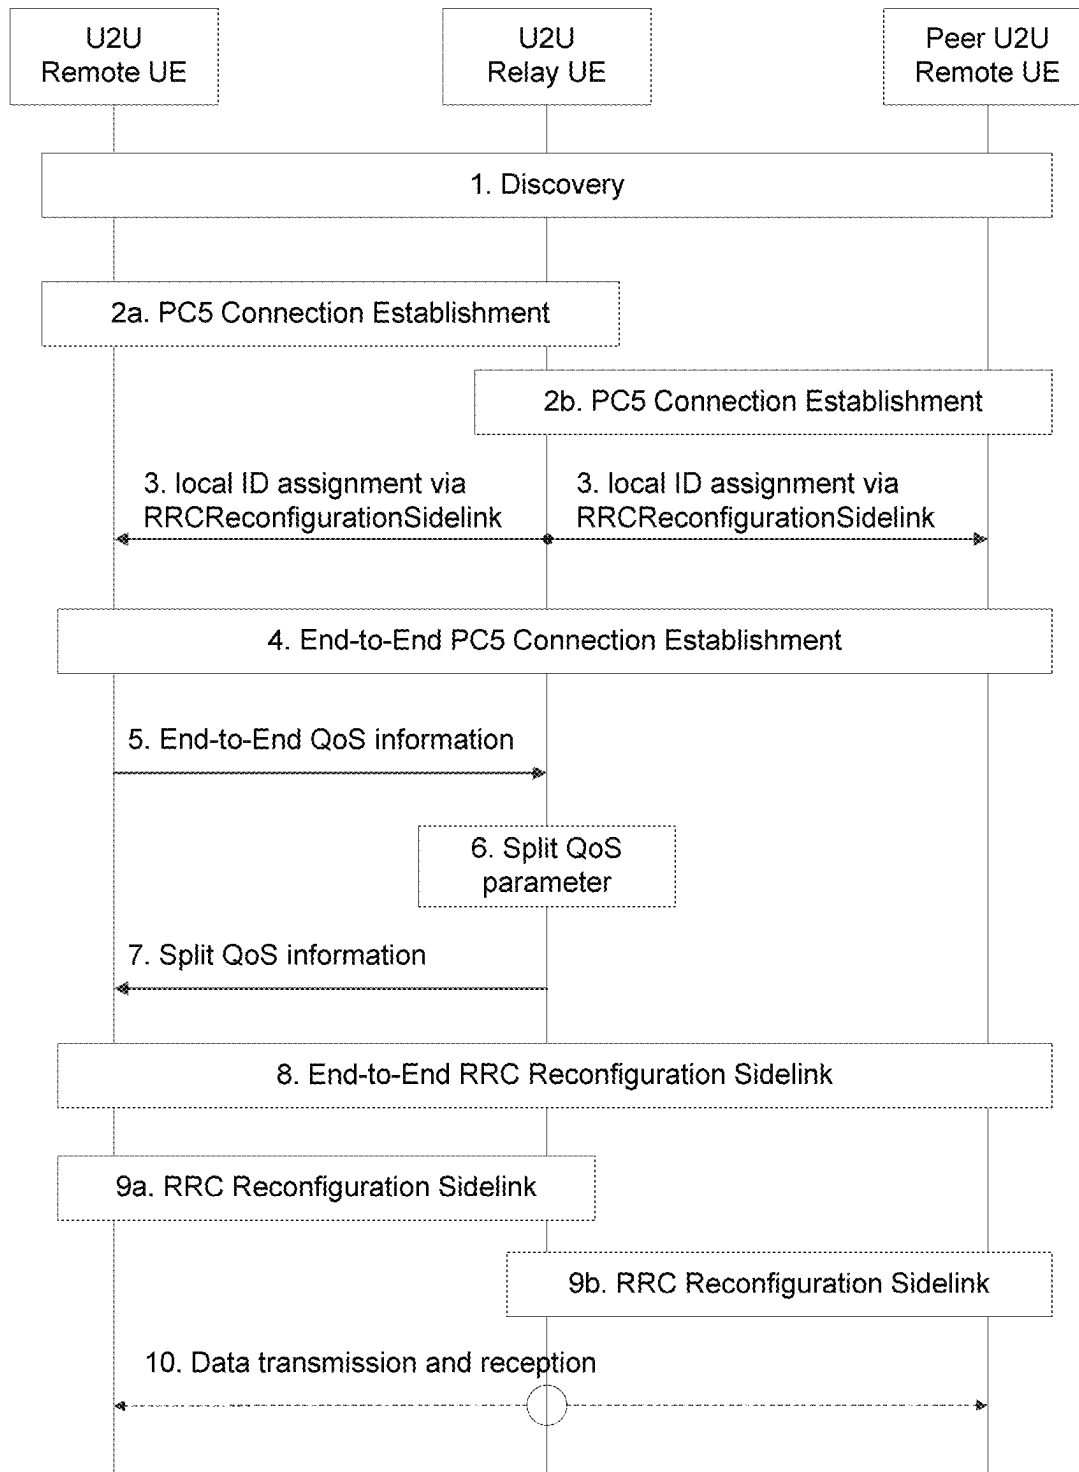 U2U
Remote UE
U2U
Relay UE
Peer U2U
Remote UE
1. Discovery
2a. PC5 Connection Establishment
2b. PC5 Connection Establishment
3. local ID assignment via
RRCReconfigurationSidelink
3. local ID assignment via
RRCReconfigurationSidelink
4. End-to-End PC5 Connection Establishment
5. End-to-End QoS information
6. Split QoS
parameter
7. Split QoS information
8. End-to-End RRC Reconfiguration Sidelink
9a. RRC Reconfiguration Sidelink
9b. RRC Reconfiguration Sidelink
10. Data transmission and reception